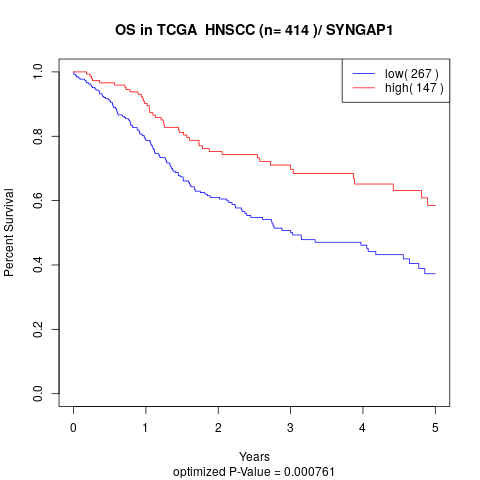 OS in TCGA  HNSCC (n= 414 )/ SYNGAP1
low( 267 )
high( 147 )
Percent Survival
1.0
0.8
0.6
0.4
0.2
0.0
0 1 2 3 4 5
Years
optimized P-Value = 0.000761